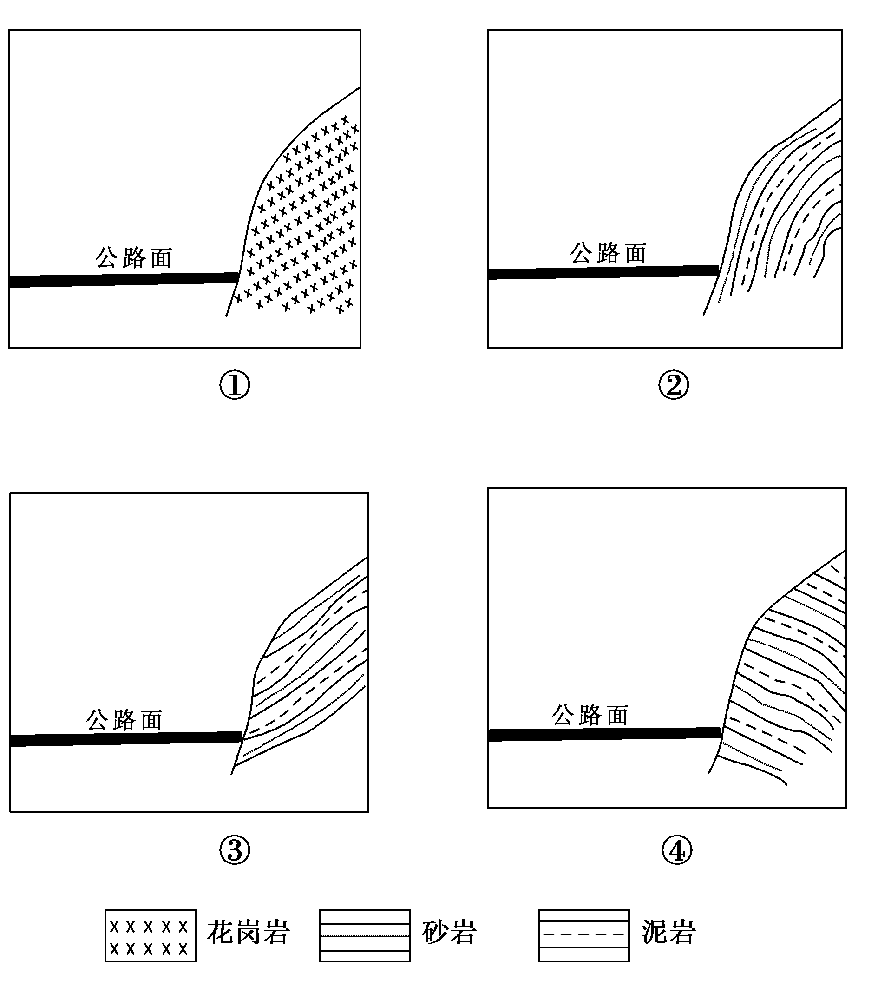 公路面 公路面
① ②
公路面 公路面
③ ④
花岗岩 砂岩 泥岩